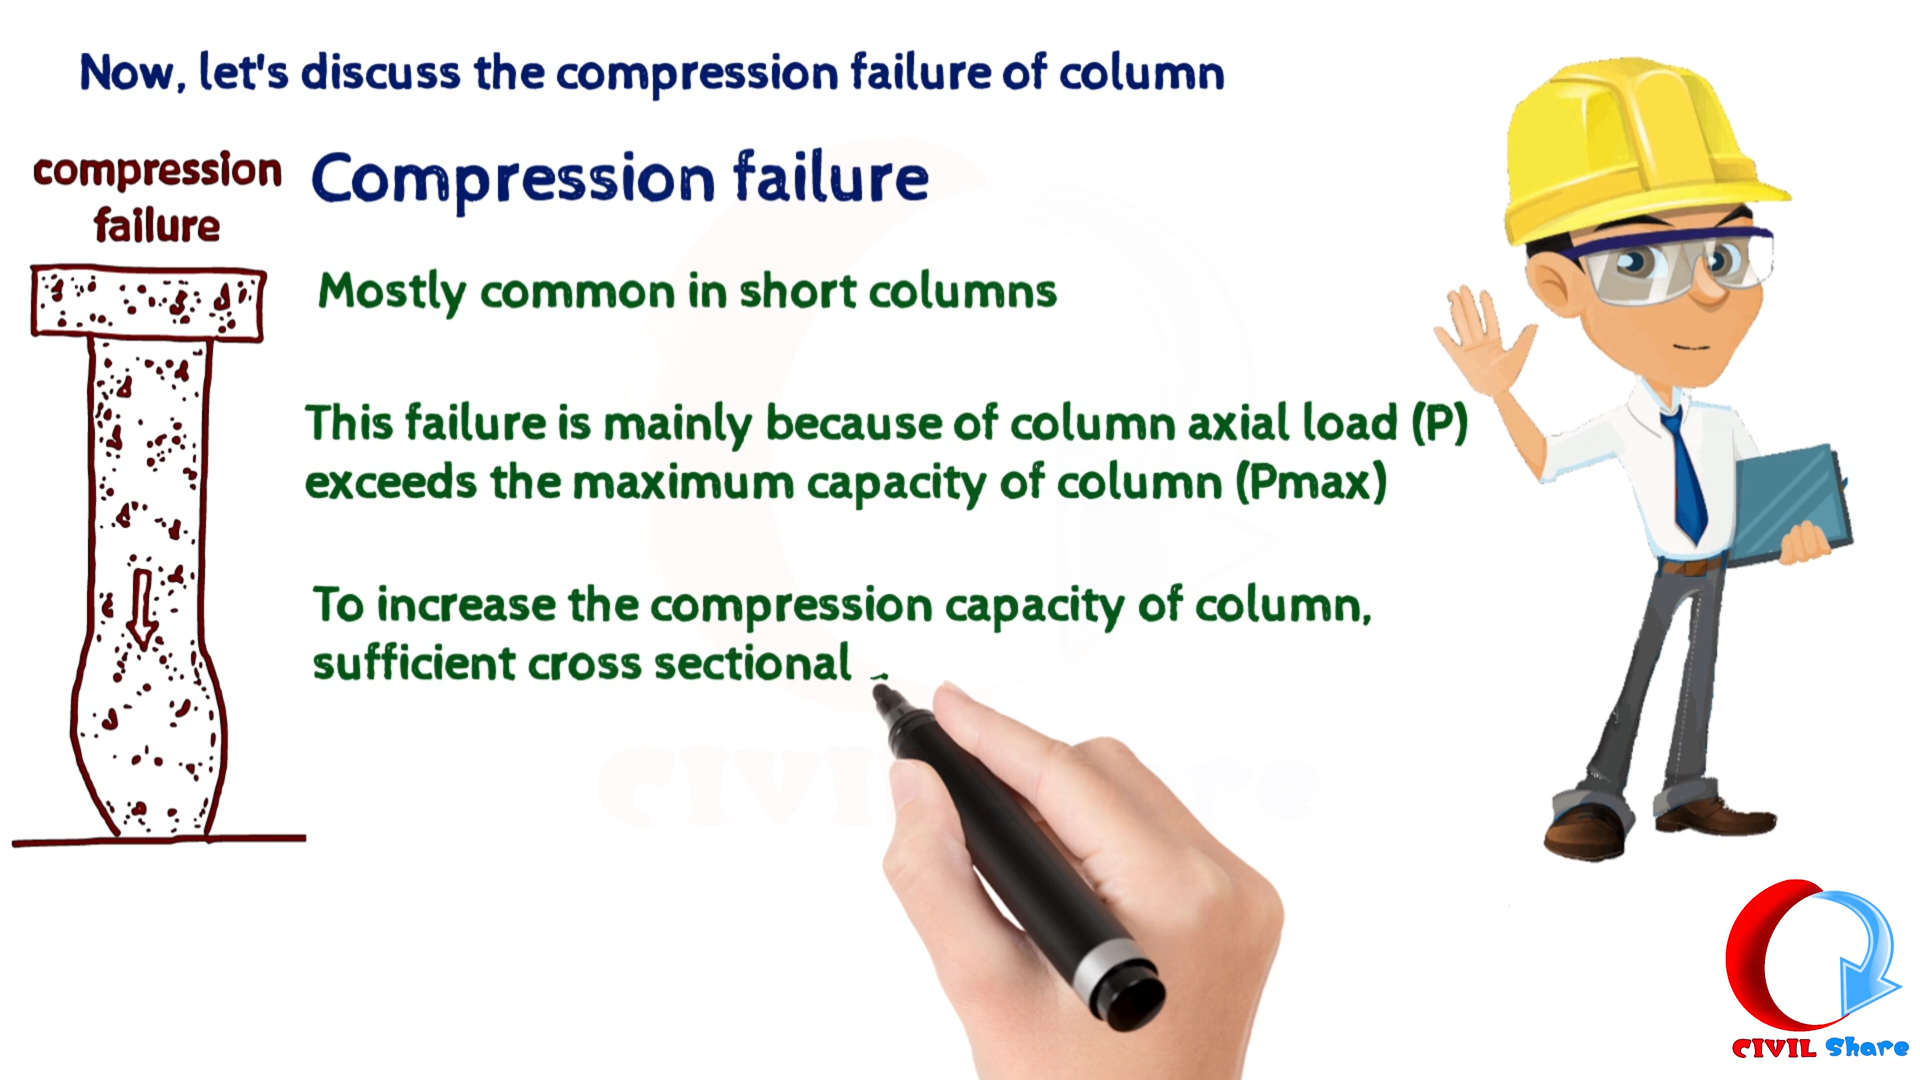 Now, let's discuss the compression failure of column
compression
failure
Compression failure
Mostly common in short columns
This failure is mainly because of column axial load (P)
exceeds the maximum capacity of column (Pmax)
To increase the compression capacity of column,
sufficient cross sectional
CIVIL Share
CIVIL Share